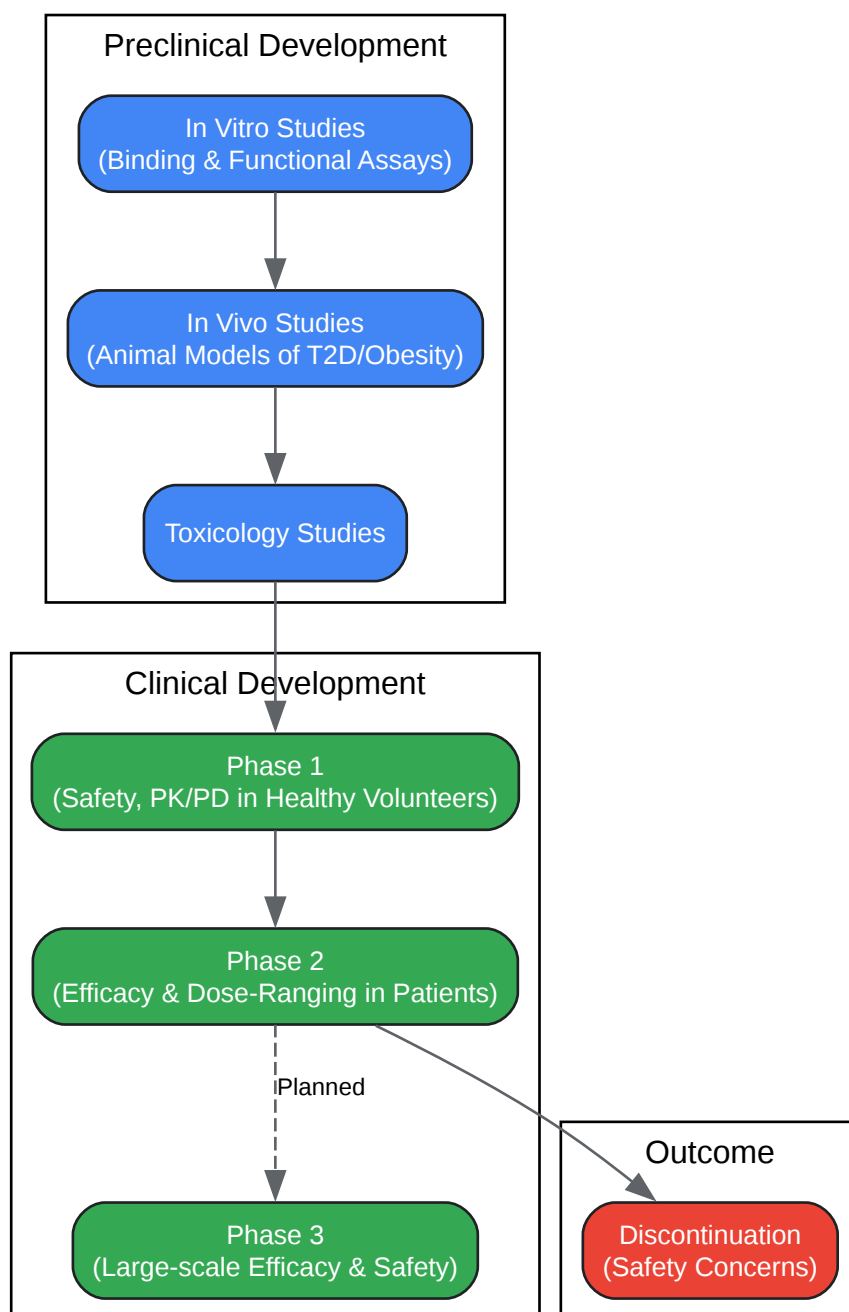 Preclinical Development
In Vitro Studies
(Binding & Functional Assays)
In Vivo Studies
(Animal Models of T2D/Obesity)
Toxicology Studies
Clinical Development
Phase 1
(Safety, PK/PD in Healthy Volunteers)
Phase 2
(Efficacy & Dose-Ranging in Patients)
Planned
Phase 3
(Large-scale Efficacy & Safety)
Outcome
Discontinuation
(Safety Concerns)